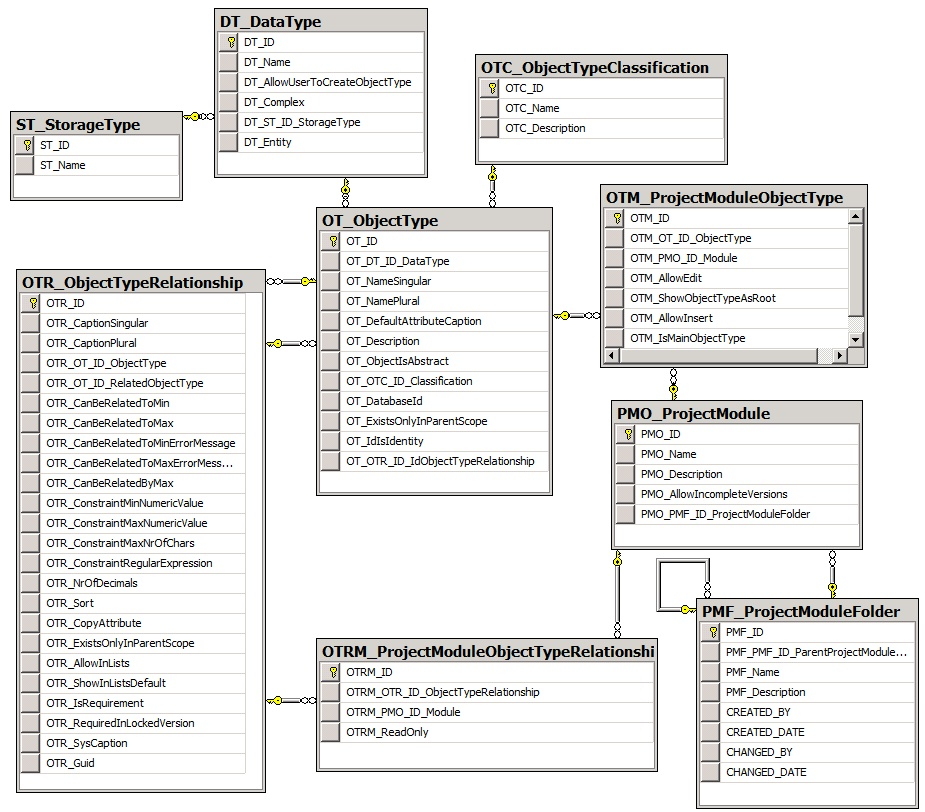 DT_DataType
DT_ID
DT_Name
DT_AllowUserToCreateObjectType
DT_Complex
DT_ST_ID_StorageType
DT_Entity
OTC_ObjectTypeClassification
OTC_ID
OTC_Name
OTC_Description
ST_StorageType
ST_ID
ST_Name
OT_ObjectType
OT_ID
OT_DT_ID_DataType
OT_NameSingular
OT_NamePlural
OT_DefaultAttributeCaption
OT_Description
OT_ObjectIsAbstract
OT_OTC_ID_Classification
OT_DatabaseId
OT_ExistsOnlyInParentScope
OT_IdIsIdentity
OT_OTR_ID_IdObjectTypeRelationship
OTM_ProjectModuleObjectType
OTM_ID
OTM_OT_ID_ObjectType
OTM_PMO_ID_Module
OTM_AllowEdit
OTM_ShowObjectTypeAsRoot
OTM_AllowInsert
OTM_IsMainObjectType
OTR_ObjectTypeRelationship
OTR_ID
OTR_CaptionSingular
OTR_CaptionPlural
OTR_OT_ID_ObjectType
OTR_OT_ID_RelatedObjectType
OTR_CanBeRelatedToMin
OTR_CanBeRelatedToMax
OTR_CanBeRelatedToMinErrorMessage
OTR_CanBeRelatedToMaxErrorMess...
OTR_CanBeRelatedByMax
OTR_ConstraintMinNumericValue
OTR_ConstraintMaxNumericValue
OTR_ConstraintMaxNrOfChars
OTR_ConstraintRegularExpression
OTR_NrOfDecimals
OTR_Sort
OTR_CopyAttribute
OTR_ExistsOnlyInParentScope
OTR_AllowInLists
OTR_ShowInListsDefault
OTR_IsRequirement
OTR_RequiredInLockedVersion
OTR_SysCaption
OTR_Guid
PMO_ProjectModule
PMO_ID
PMO_Name
PMO_Description
PMO_AllowIncompleteVersions
PMO_PMF_ID_ProjectModuleFolder
OTRM_ProjectModuleObjectTypeRelationshi
OTRM_ID
OTRM_OTR_ID_ObjectTypeRelationship
OTRM_PMO_ID_Module
OTRM_ReadOnly
PMF_ProjectModuleFolder
PMF_ID
PMF_PMF_ID_ParentProjectModule...
PMF_Name
PMF_Description
CREATED_BY
CREATED_DATE
CHANGED_BY
CHANGED_DATE